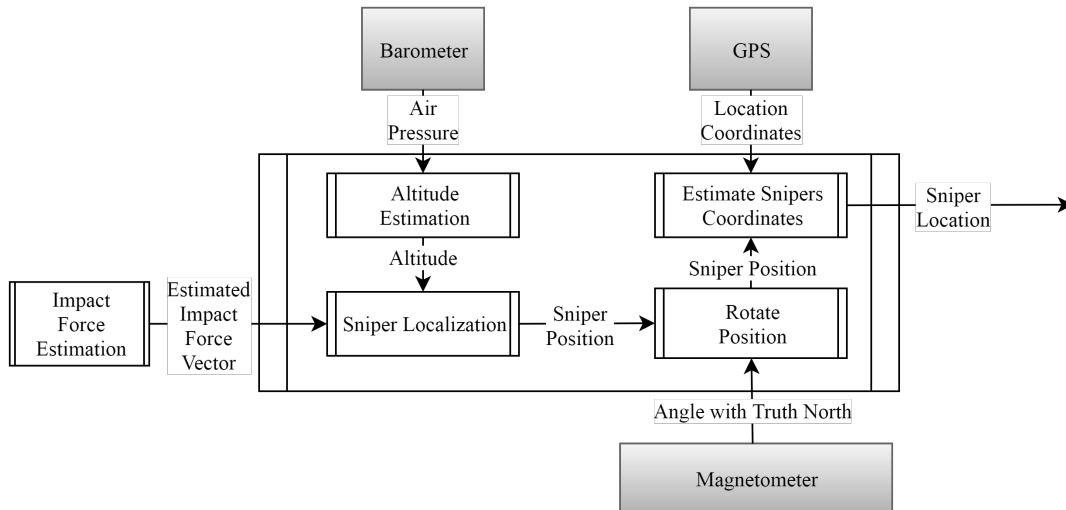 Barometer
GPS
Air
Pressure
Location
Coordinates
Altitude
Estimation
Estimate Snipers
Coordinates
Sniper
Location
Altitude
Sniper Position
Impact
Force
Estimation
Estimated
Impact
Force
Vector
Sniper Localization
Sniper
Position
Rotate
Position
Angle with Truth North
Magnetometer